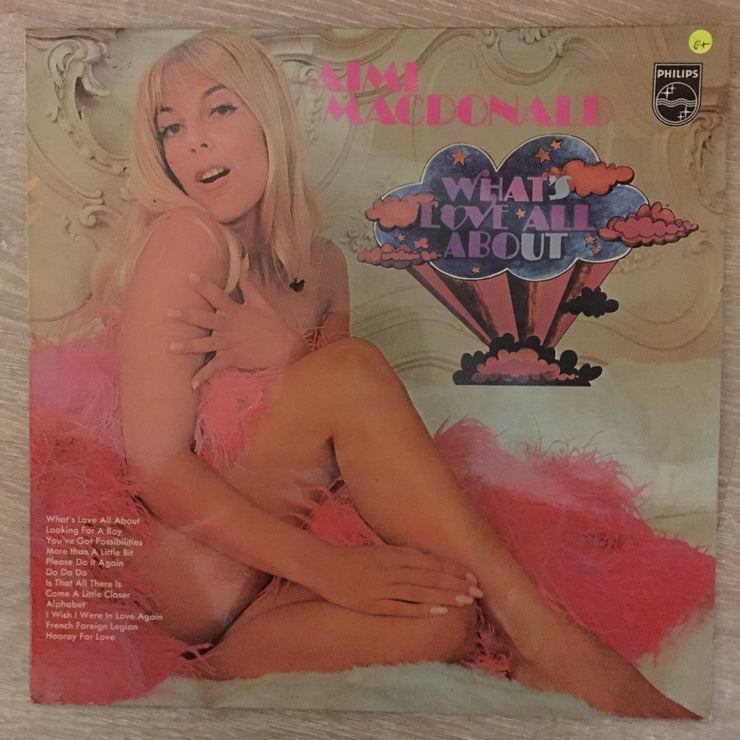 AIMI
MACDONALD
G+
PHILIPS
WHAT'S
LOVE ALL
ABOUT
What's Love All About
Looking For A Boy
You've Got Possibilities
More than A Little Bit
Please Do It Again
Do Do Do
Is That All There Is
Come A Little Closer
Alphabet
I Wish I Were In Love Again
French Foreign Legion
Hooray For Love